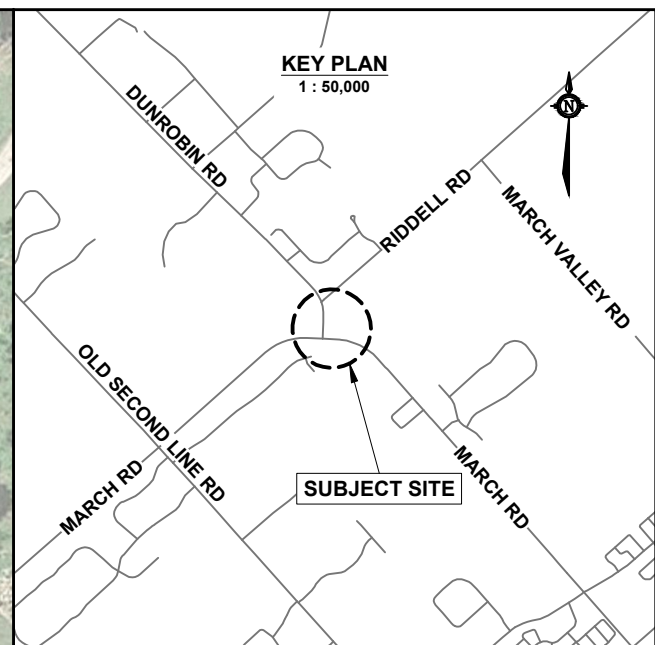 KEY PLAN
1 : 50,000
N
DUNROBIN RD
RIDDELL RD
MARCH VALLEY RD
OLD SECOND LINE RD
MARCH RD
MARCH RD
SUBJECT SITE